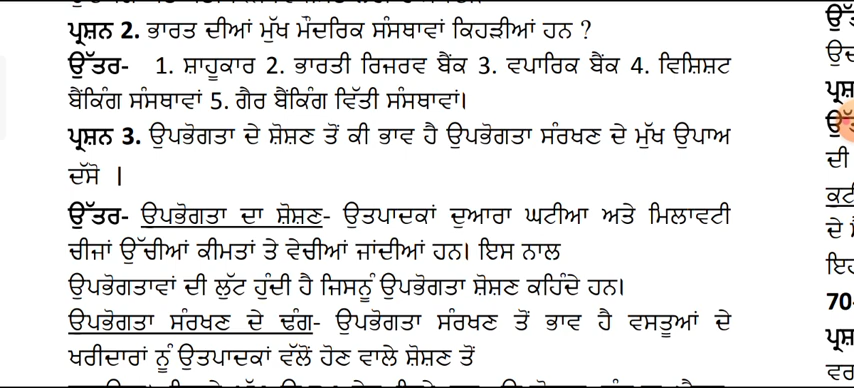 ਪ੍ਰਸ਼ਨ 2. ਭਾਰਤ ਦੀਆਂ ਮੁੱਖ ਮੌਦਰਿਕ ਸੰਸਥਾਵਾਂ ਕਿਹੜੀਆਂ ਹਨ ?
ਉੱਤਰ- 1. ਸ਼ਾਹੂਕਾਰ 2. ਭਾਰਤੀ ਰਿਜਰਵ ਬੈਂਕ 3. ਵਪਾਰਿਕ ਬੈਂਕ 4. ਵਿਸ਼ਿਸ਼ਟ
ਬੈਂਕਿੰਗ ਸੰਸਥਾਵਾਂ 5. ਗੈਰ ਬੈਂਕਿੰਗ ਵਿੱਤੀ ਸੰਸਥਾਵਾਂ।
ਪ੍ਰਸ਼ਨ 3. ਉਪਭੋਗਤਾ ਦੇ ਸ਼ੋਸ਼ਣ ਤੋਂ ਕੀ ਭਾਵ ਹੈ ਉਪਭੋਗਤਾ ਸੰਰਖਣ ਦੇ ਮੁੱਖ ਉਪਾਅ
ਦੱਸੋ |
ਉੱਤਰ- ਉਪਭੋਗਤਾ ਦਾ ਸ਼ੋਸ਼ਣ- ਉਤਪਾਦਕਾਂ ਦੁਆਰਾ ਘਟੀਆ ਅਤੇ ਮਿਲਾਵਟੀ
ਚੀਜਾਂ ਉੱਚੀਆਂ ਕੀਮਤਾਂ ਤੇ ਵੇਚੀਆਂ ਜਾਂਦੀਆਂ ਹਨ। ਇਸ ਨਾਲ
ਉਪਭੋਗਤਾਵਾਂ ਦੀ ਲੁੱਟ ਹੁੰਦੀ ਹੈ ਜਿਸਨੂੰ ਉਪਭੋਗਤਾ ਸ਼ੋਸ਼ਣ ਕਹਿੰਦੇ ਹਨ।
ਉਪਭੋਗਤਾ ਸੰਰਖਣ ਦੇ ਢੰਗ- ਉਪਭੋਗਤਾ ਸੰਰਖਣ ਤੋਂ ਭਾਵ ਹੈ ਵਸਤੂਆਂ ਦੇ
ਖਰੀਦਾਰਾਂ ਨੂੰ ਉਤਪਾਦਕਾਂ ਵੱਲੋਂ ਹੋਣ ਵਾਲੇ ਸ਼ੋਸ਼ਣ ਤੋਂ
ਦੀ
70